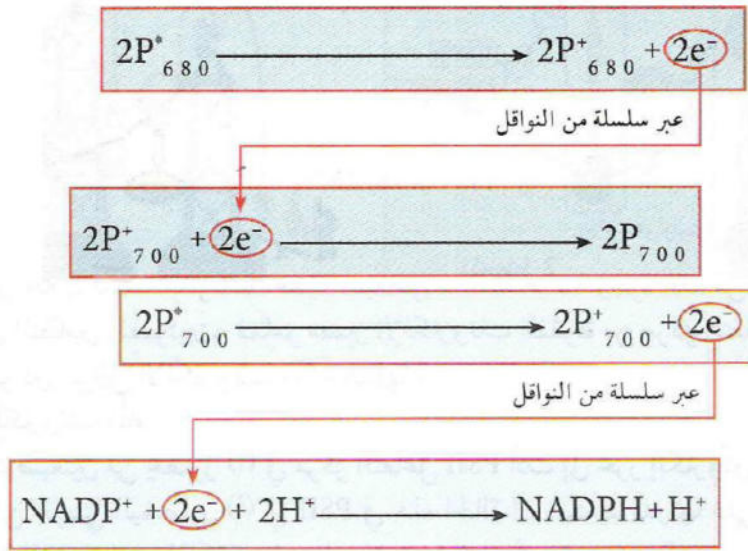 2P*₆₈₀ → 2P⁺₆₈₀ + 2e⁻
عبر سلسلة من النواقل
2P⁺₇₀₀ + 2e⁻ → 2P₇₀₀
2P*₇₀₀ → 2P⁺₇₀₀ + 2e⁻
عبر سلسلة من النواقل
NADP⁺ + 2e⁻ + 2H⁺ → NADPH + H⁺